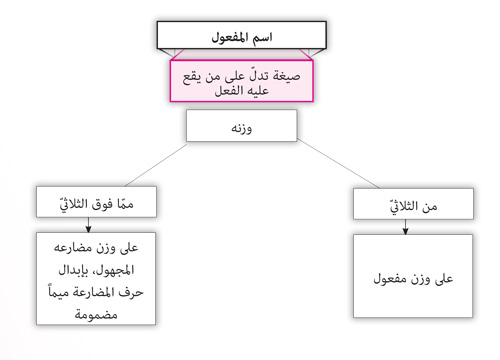 اسم المفعول
صيغة تدلّ على من يقع
عليه الفعل
وزنه
من الثلاثيّ
على وزن مفعول
ممّا فوق الثلاثيّ
على وزن مضارعه
المجهول، بإبدال
حرف المضارعة ميماً
مضمومة